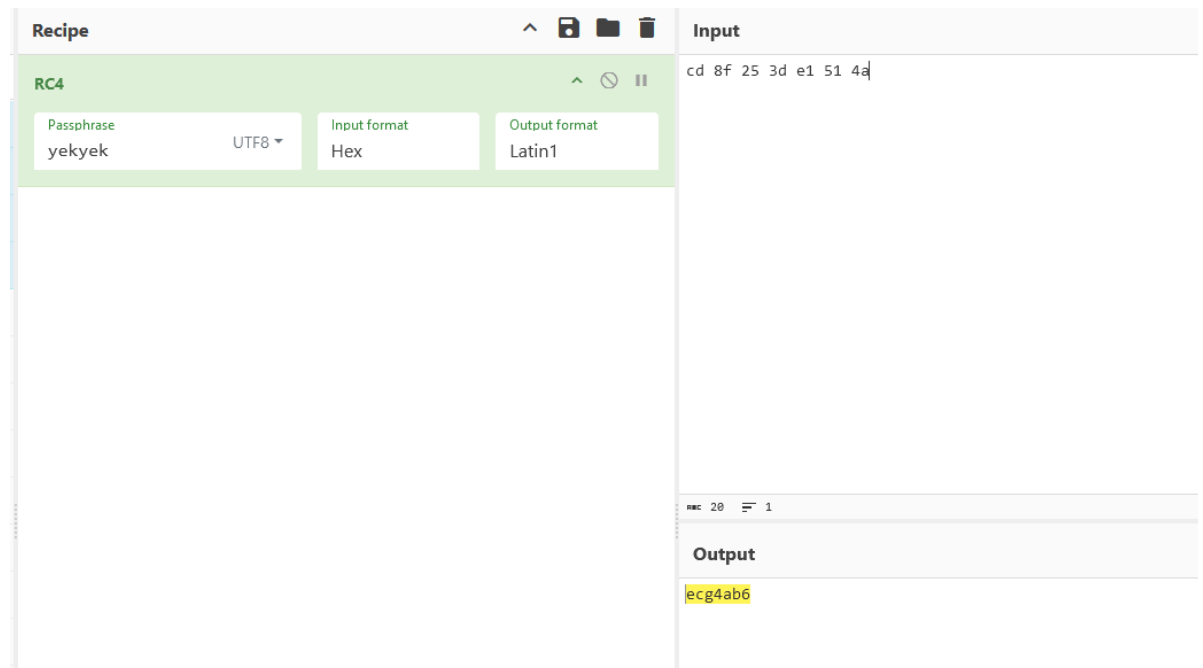 Recipe
RC4
Passphrase
yekyek
UTF8
Input format
Hex
Output format
Latin1
Input
cd 8f 25 3d e1 51 4a
ABC 20 1
Output
ecg4ab6